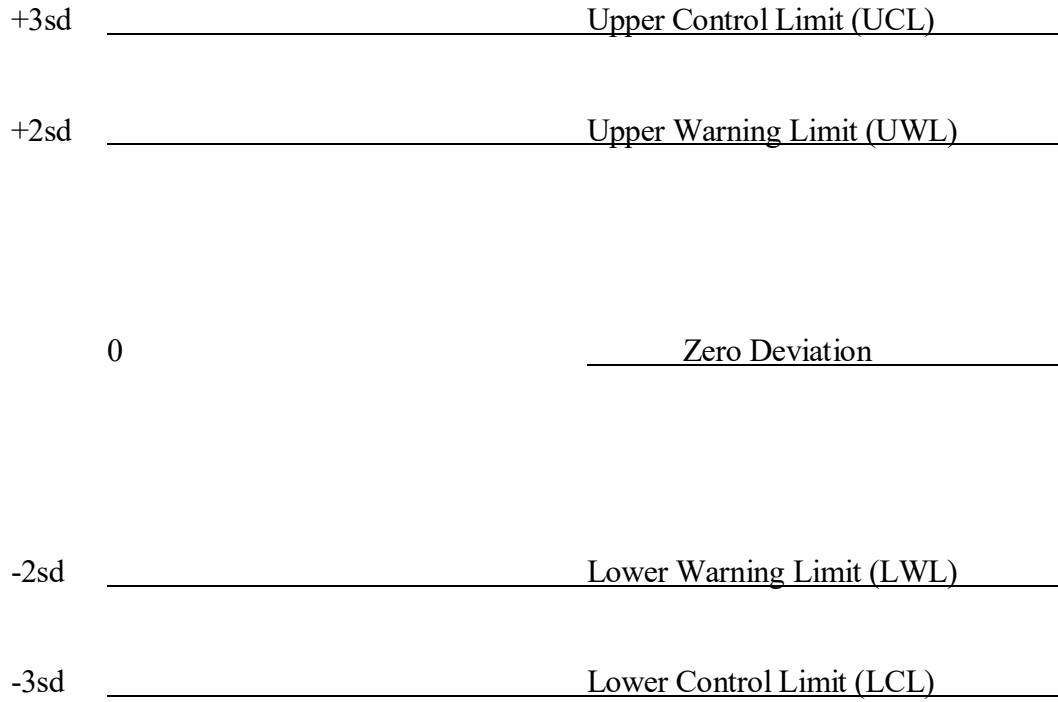 +3sd Upper Control Limit (UCL)
+2sd Upper Warning Limit (UWL)
0 Zero Deviation
-2sd Lower Warning Limit (LWL)
-3sd Lower Control Limit (LCL)